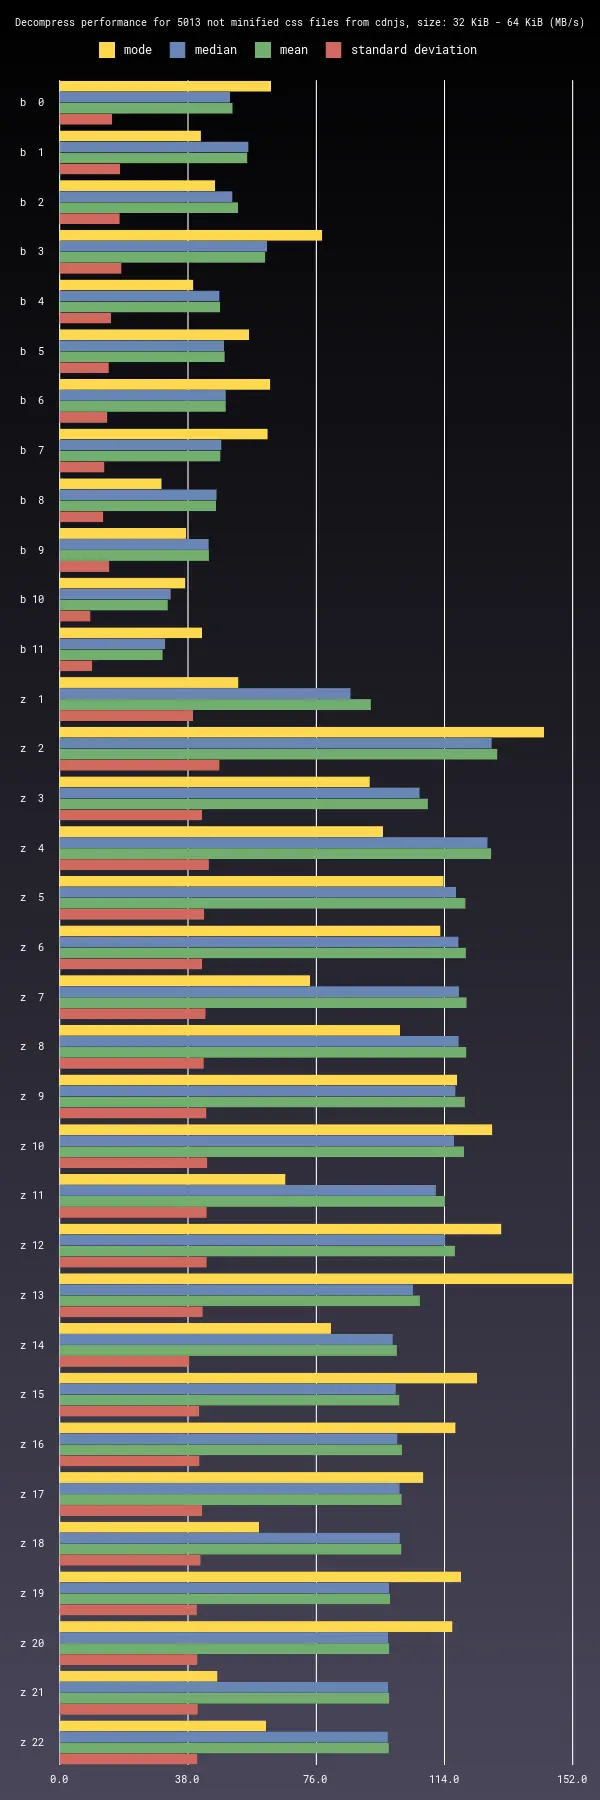 Decompress performance for 5013 not minified css files from cdnjs, size: 32 KiB - 64 KiB (MB/s)
mode median mean standard deviation
b 0
b 1
b 2
b 3
b 4
b 5
b 6
b 7
b 8
b 9
b 10
b 11
z 1
z 2
z 3
z 4
z 5
z 6
z 7
z 8
z 9
z 10
z 11
z 12
z 13
z 14
z 15
z 16
z 17
z 18
z 19
z 20
z 21
z 22
0.0 38.0 76.0 114.0 152.0